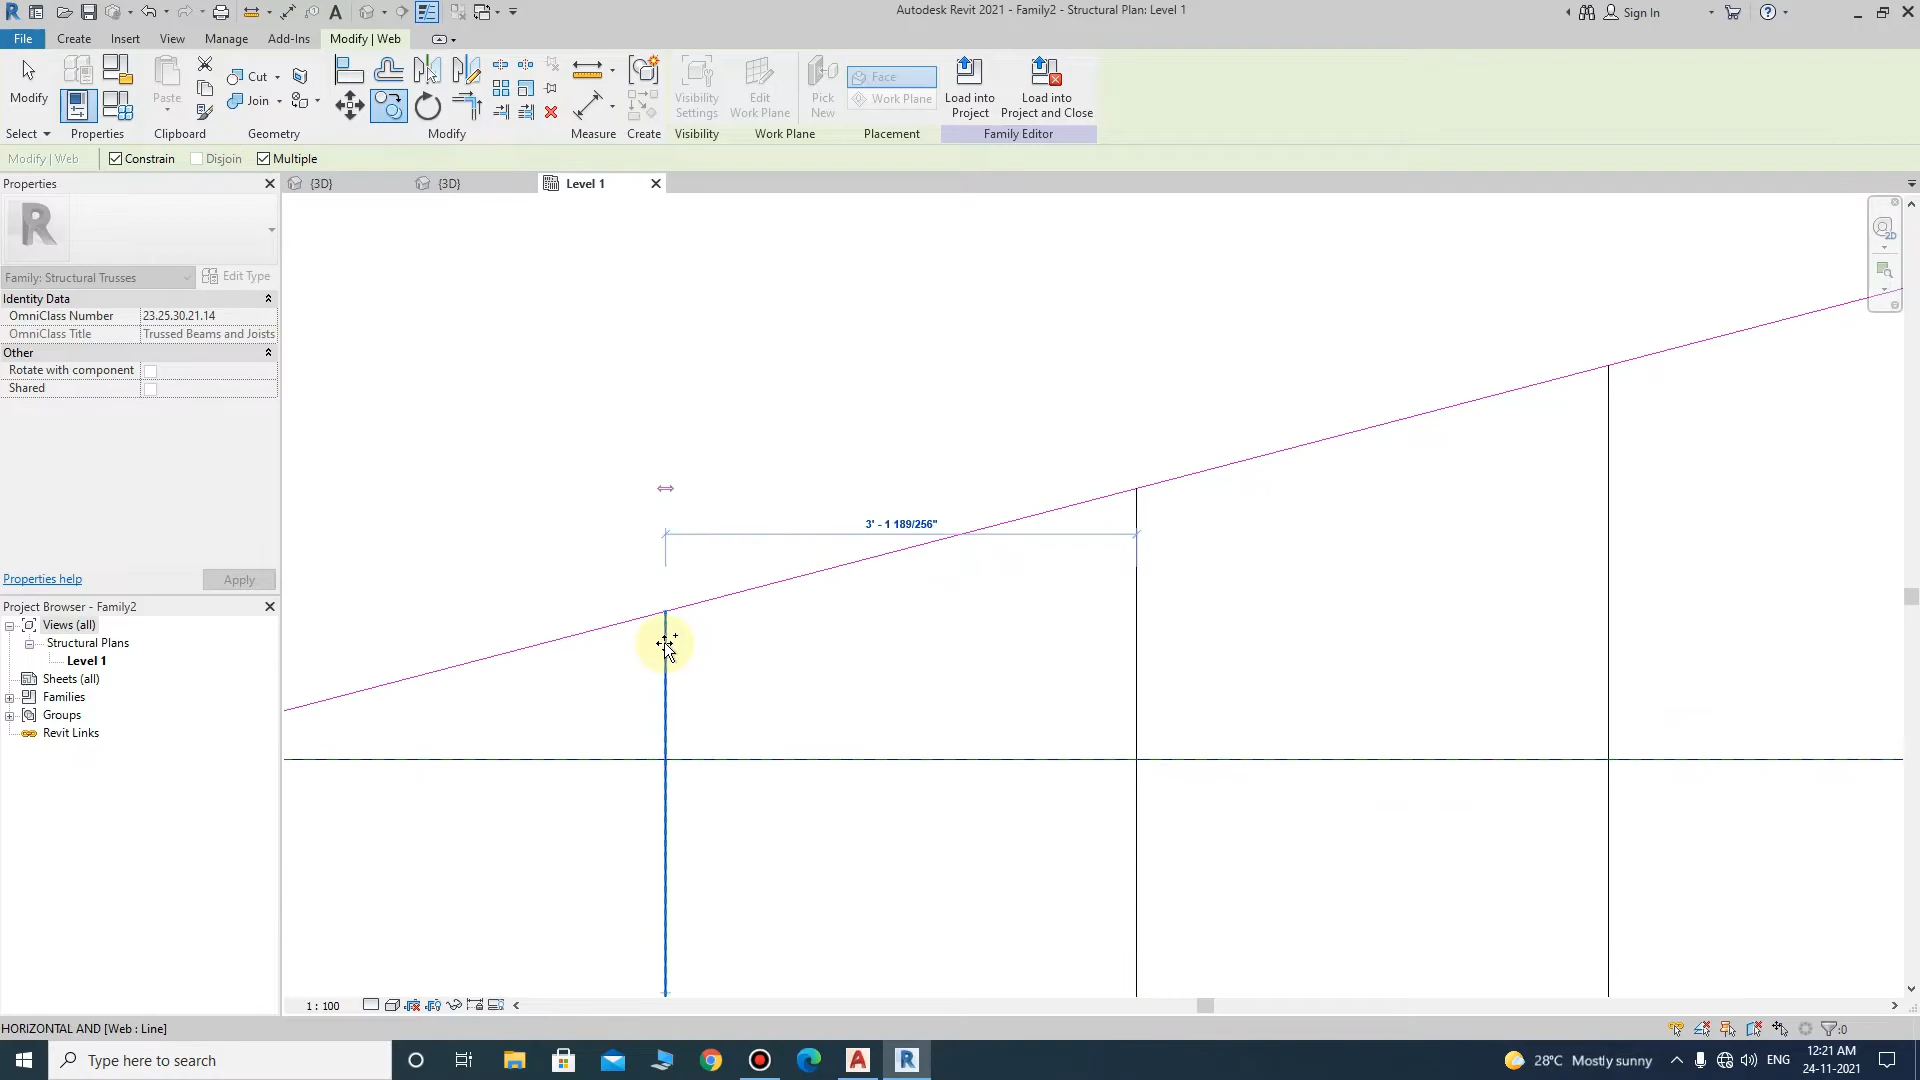 Autodesk Revit 2021 - Family2 - Structural Plan: Level 1
Sign In
File
Create
Insert
View
Manage
Add-Ins
Modify | Web
Modify
Paste
Cut
Join
Visibility
Settings
Edit
Work Plane
Pick
New
Face
Work Plane
Load into
Project
Load into
Project and Close
Select
Properties
Clipboard
Geometry
Modify
Measure
Create
Visibility
Work Plane
Placement
Family Editor
Modify | Web
Constrain
Disjoin
Multiple
Properties
{3D}
{3D}
Level 1
R
Family: Structural Trusses
Edit Type
Identity Data
OmniClass Number
23.25.30.21.14
OmniClass Title
Trussed Beams and Joists
Other
Rotate with component
Shared
2D
3' - 1 189/256"
Properties help
Apply
Project Browser - Family2
Views (all)
Structural Plans
Level 1
Sheets (all)
Families
Groups
Revit Links
1 : 100
HORIZONTAL AND [Web : Line]
:0
Type here to search
28°C Mostly sunny
ENG
12:21 AM
24-11-2021